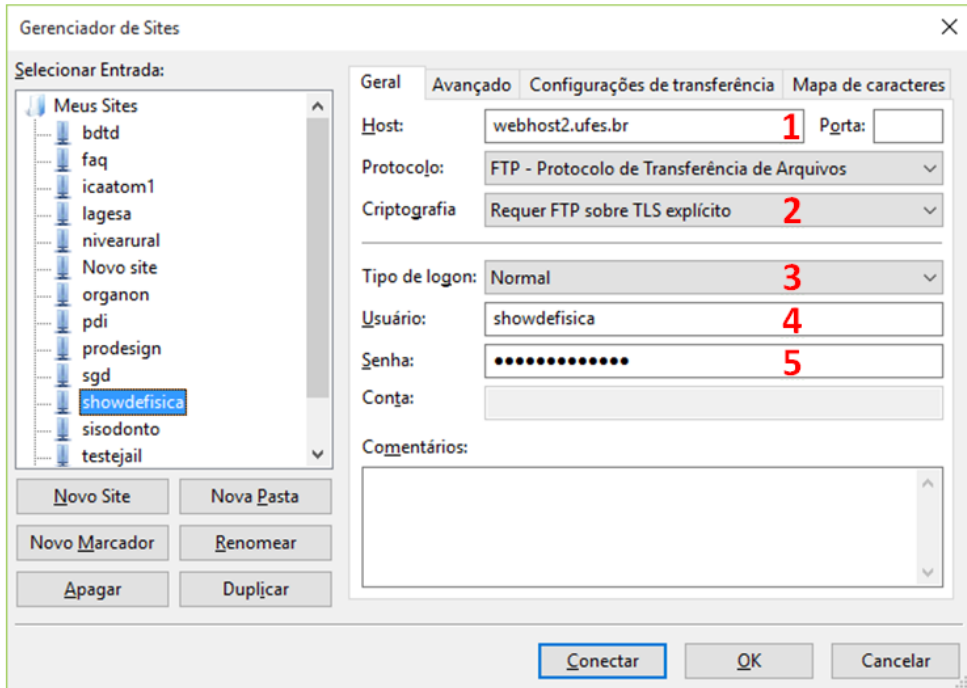 Gerenciador de Sites
Selecionar Entrada:
Meus Sites
bdtd
faq
icaatom1
lagesa
nivearural
Novo site
organon
pdi
prodesign
sgd
showdefisica
sisodonto
testejail
Novo Site Nova Pasta
Novo Marcador Renomear
Apagar Duplicar
Geral Avançado Configurações de transferência Mapa de caracteres
Host: webhost2.ufes.br 1 Porta:
Protocolo: FTP - Protocolo de Transferência de Arquivos
Criptografia Requer FTP sobre TLS explícito 2
Tipo de logon: Normal 3
Usuário: showdefisica 4
Senha: ●●●●●●●●●●●●● 5
Conta:
Comentários:
Conectar OK Cancelar